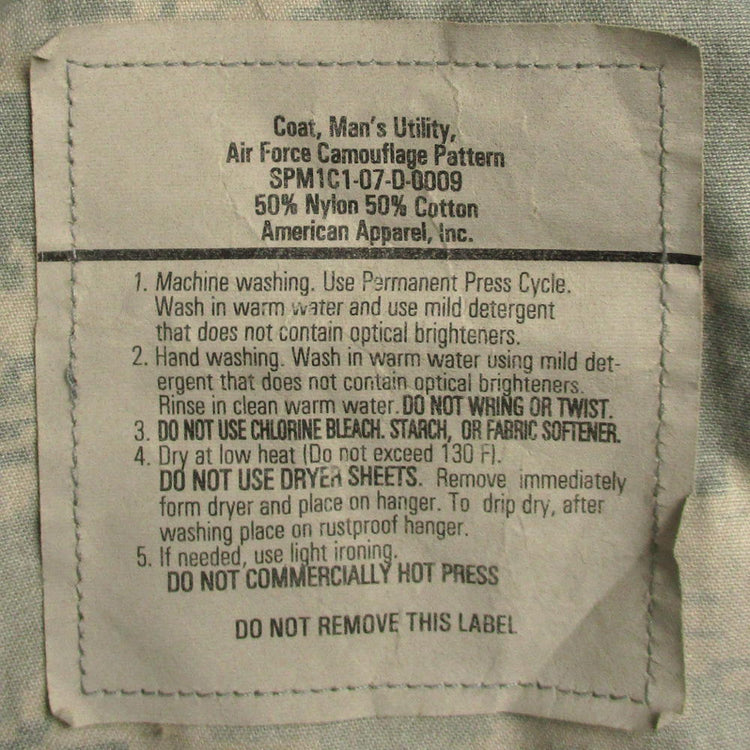 Coat, Man's Utility,
Air Force Camouflage Pattern
SPM1C1-07-D-0009
50% Nylon 50% Cotton
American Apparel, Inc.
1. Machine washing. Use Permanent Press Cycle.
Wash in warm water and use mild detergent
that does not contain optical brighteners.
2. Hand washing. Wash in warm water using mild det-
ergent that does not contain optical brighteners.
Rinse in clean warm water. DO NOT WRING OR TWIST.
3. DO NOT USE CHLORINE BLEACH. STARCH, OR FABRIC SOFTENER.
4. Dry at low heat (Do not exceed 130 F).
DO NOT USE DRYER SHEETS. Remove immediately
form dryer and place on hanger. To drip dry, after
washing place on rustproof hanger.
5. If needed, use light ironing.
DO NOT COMMERCIALLY HOT PRESS
DO NOT REMOVE THIS LABEL